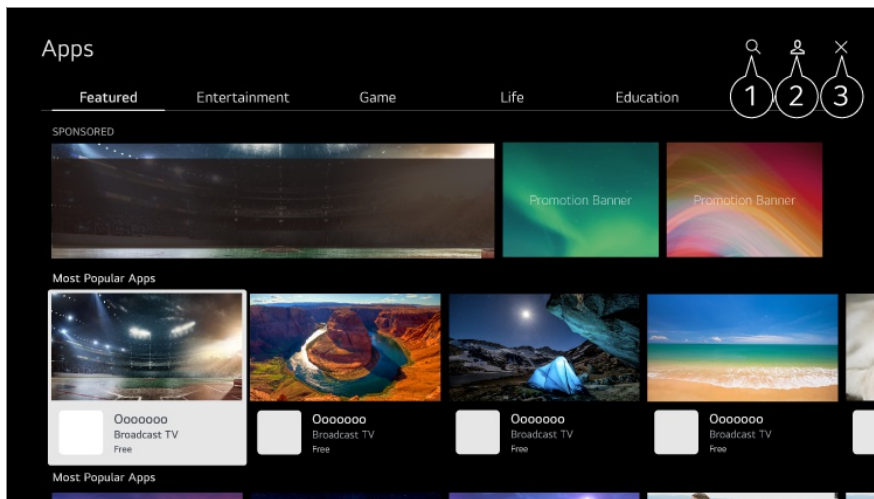 Apps
1 2 3
Featured Entertainment Game Life Education
SPONSORED
Promotion Banner Promotion Banner
Most Popular Apps
Ooooooo Ooooooo Ooooooo Ooooooo
Broadcast TV Broadcast TV Broadcast TV Broadcast TV
Free Free Free Free
Most Popular Apps